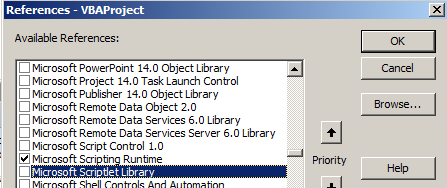 References - VBAProject
Available References:
OK
Microsoft PowerPoint 14.0 Object Library
Microsoft Project 14.0 Task Launch Control
Cancel
Microsoft Publisher 14.0 Object Library
Microsoft Remote Data Object 2.0
Browse...
Microsoft Remote Data Services 6.0 Library
Microsoft Remote Data Services Server 6.0 Library
Microsoft Script Control 1.0
Microsoft Scripting Runtime
Priority
Microsoft Scriptlet Library
Help
Microsoft Shell Controls And Automation